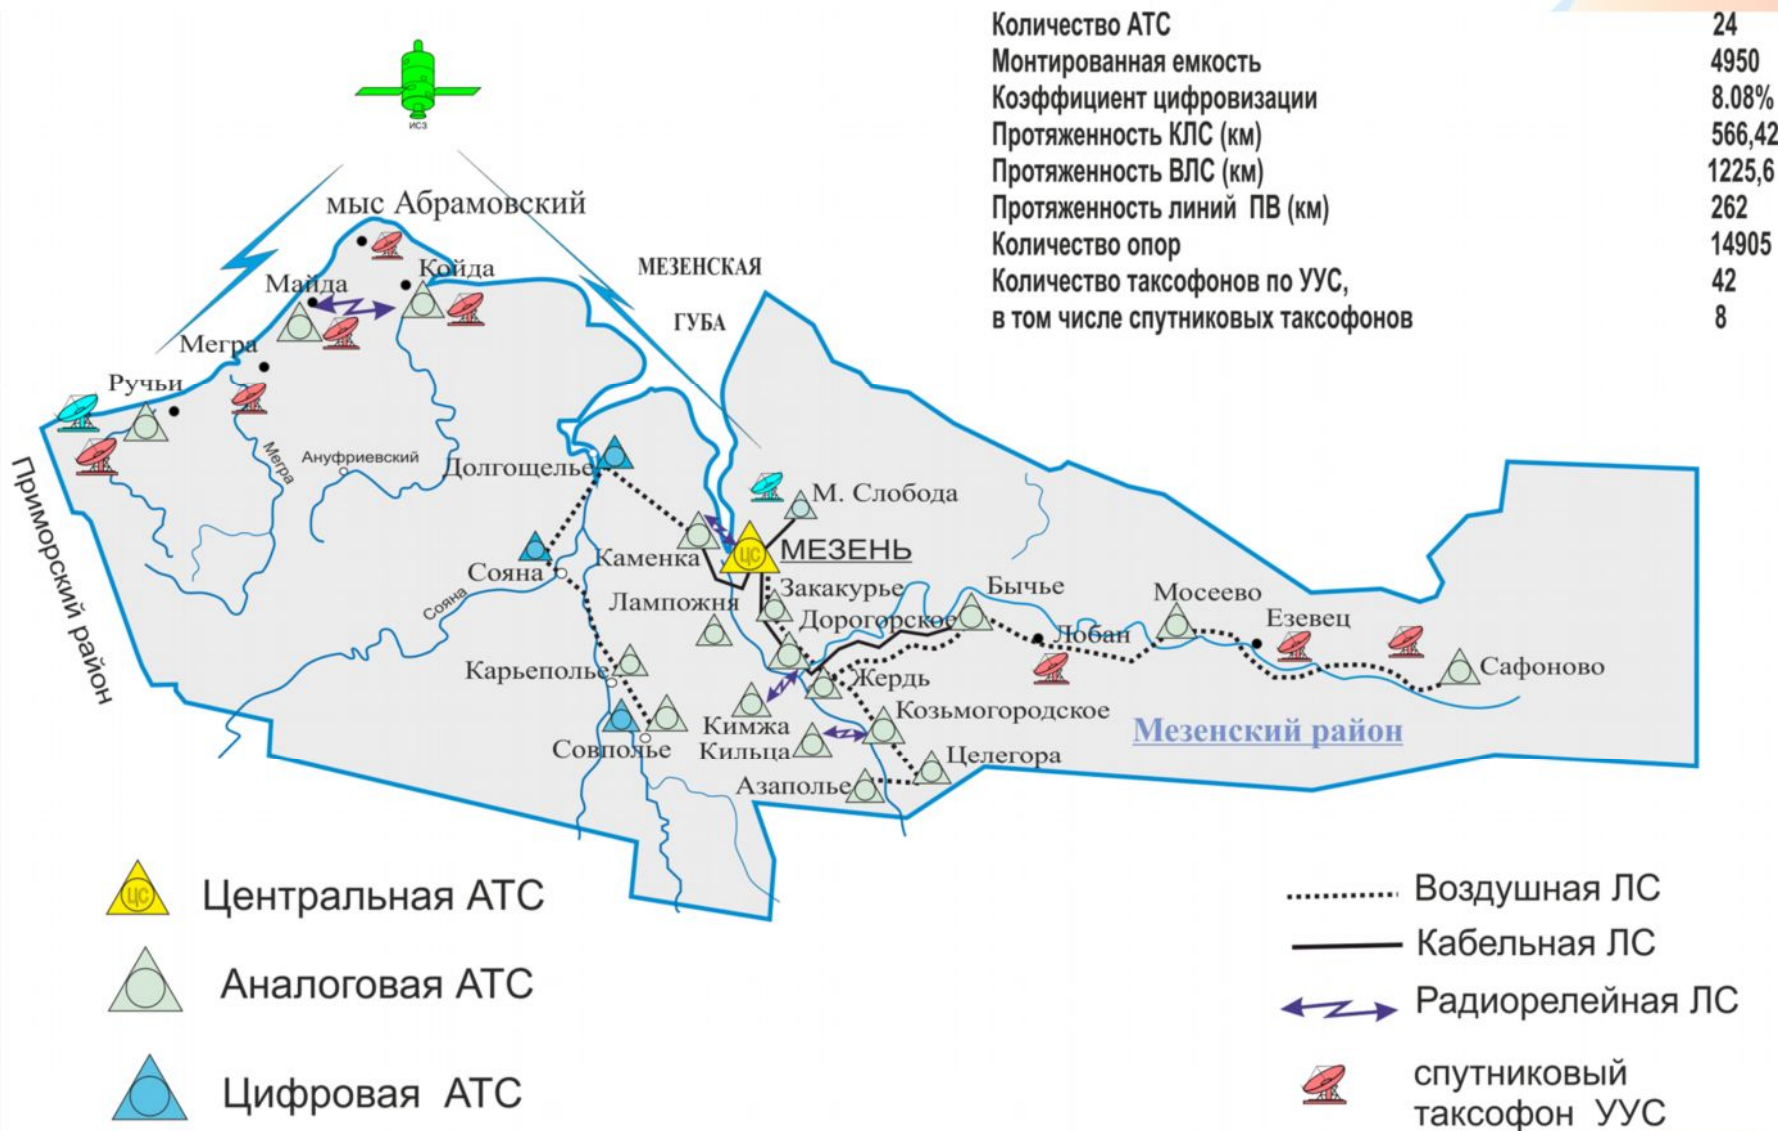 Количество АТС 24
Монтированная емкость 4950
Коэффициент цифровизации 8.08%
Протяженность КЛС (км) 566,42
Протяженность ВЛС (км) 1225,6
Протяженность линий ПВ (км) 262
Количество опор 14905
Количество таксофонов по УУС, 42
в том числе спутниковых таксофонов 8
ИСЗ
мыс Абрамовский
Койда
Майда
Мегра
Ручьи
МЕЗЕНСКАЯ
ГУБА
Приморский район
Мегра
Ануфриевский
Долгощелье
М. Слобода
ЦС
МЕЗЕНЬ
Каменка
Сояна
Сояна
Закакурье
Лампожня
Дорогорское
Бычье
Мосеево
Езевец
Лобан
Сафоново
Карьеполье
Жердь
Козьмогородское
Кимжа
Кильца
Совполье
Целегора
Азаполье
Мезенский район
ЦС
Центральная АТС
Аналоговая АТС
Цифровая АТС
Воздушная ЛС
Кабельная ЛС
Радиорелейная ЛС
спутниковый
таксофон УУС